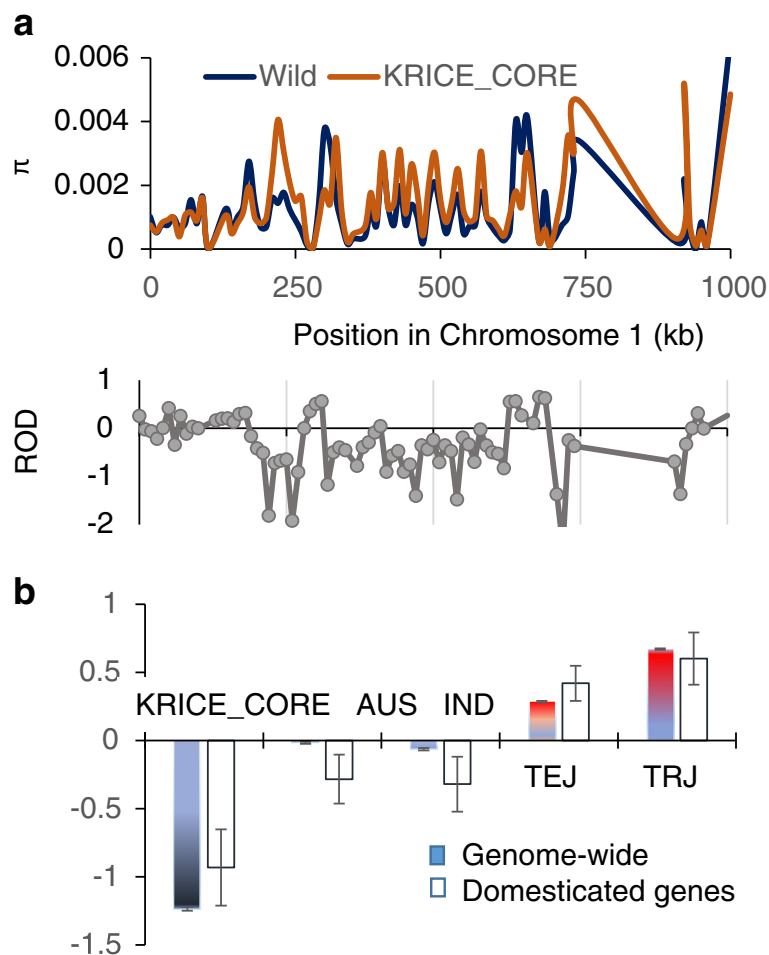 a
0.006
Wild KRICE_CORE
0.004
π
0.002
0
0 250 500 750 1000
Position in Chromosome 1 (kb)
1
0
ROD
-1
-2
b
1
0.5
KRICE_CORE AUS IND
0
TEJ TRJ
-0.5
Genome-wide
-1
Domesticated genes
-1.5